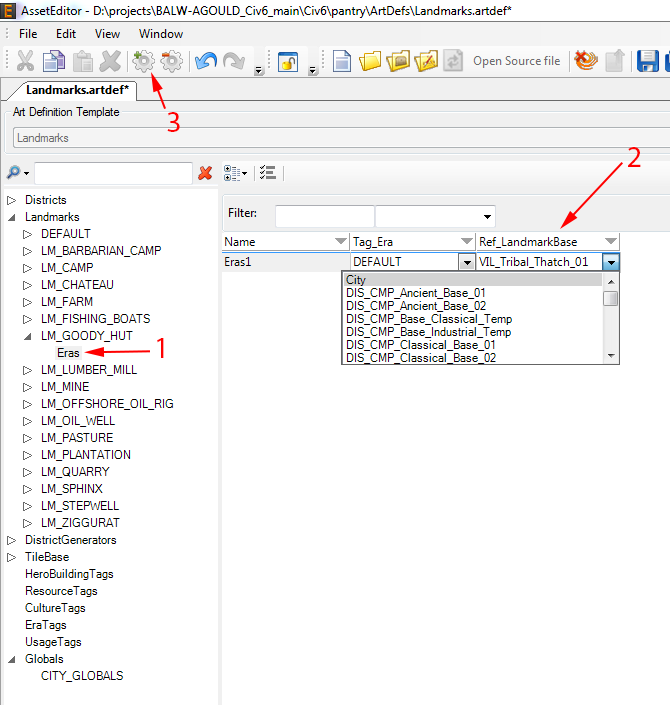 AssetEditor - D:\projects\BALW-AGOULD_Civ6_main\Civ6\pantry\ArtDefs\Landmarks.artdef*
File Edit View Window
Open Source file
Landmarks.artdef*
3
Art Definition Template
Landmarks
2
Districts
Landmarks
DEFAULT
LM_BARBARIAN_CAMP
LM_CAMP
LM_CHATEAU
LM_FARM
LM_FISHING_BOATS
LM_GOODY_HUT
Eras
1
LM_LUMBER_MILL
LM_MINE
LM_OFFSHORE_OIL_RIG
LM_OIL_WELL
LM_PASTURE
LM_PLANTATION
LM_QUARRY
LM_SPHINX
LM_STEPWELL
LM_ZIGGURAT
DistrictGenerators
TileBase
HeroBuildingTags
ResourceTags
CultureTags
EraTags
UsageTags
Globals
CITY_GLOBALS
Filter:
Name Tag_Era Ref_LandmarkBase
Eras1 DEFAULT VIL_Tribal_Thatch_01
City
DIS_CMP_Ancient_Base_01
DIS_CMP_Ancient_Base_02
DIS_CMP_Base_Classical_Temp
DIS_CMP_Base_Industrial_Temp
DIS_CMP_Classical_Base_01
DIS_CMP_Classical_Base_02